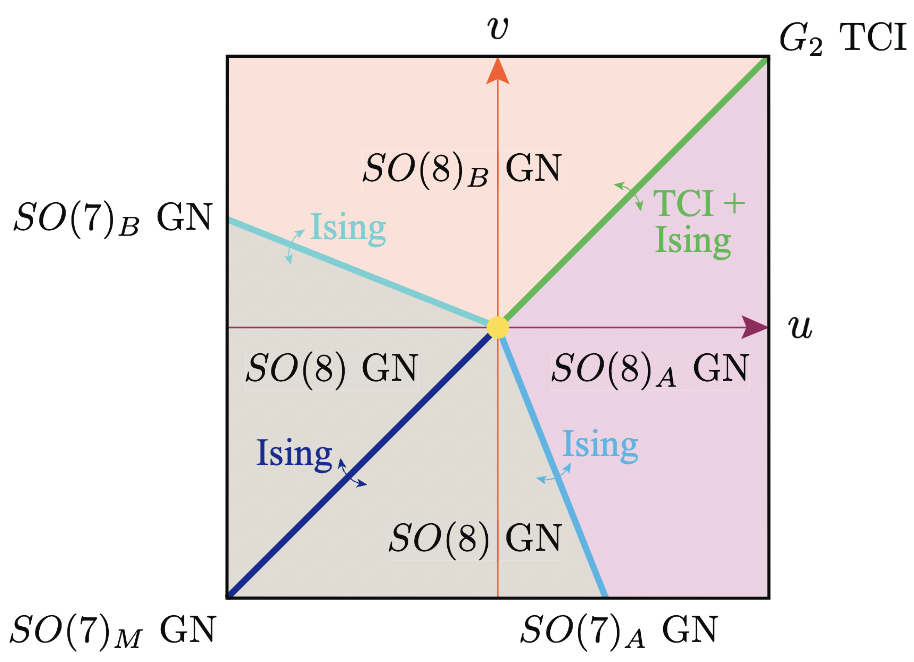 v
G₂ TCI
SO(8)_B GN
TCI +
Ising
SO(7)_B GN
Ising
u
SO(8) GN
SO(8)_A GN
Ising
Ising
SO(8) GN
SO(7)_M GN
SO(7)_A GN